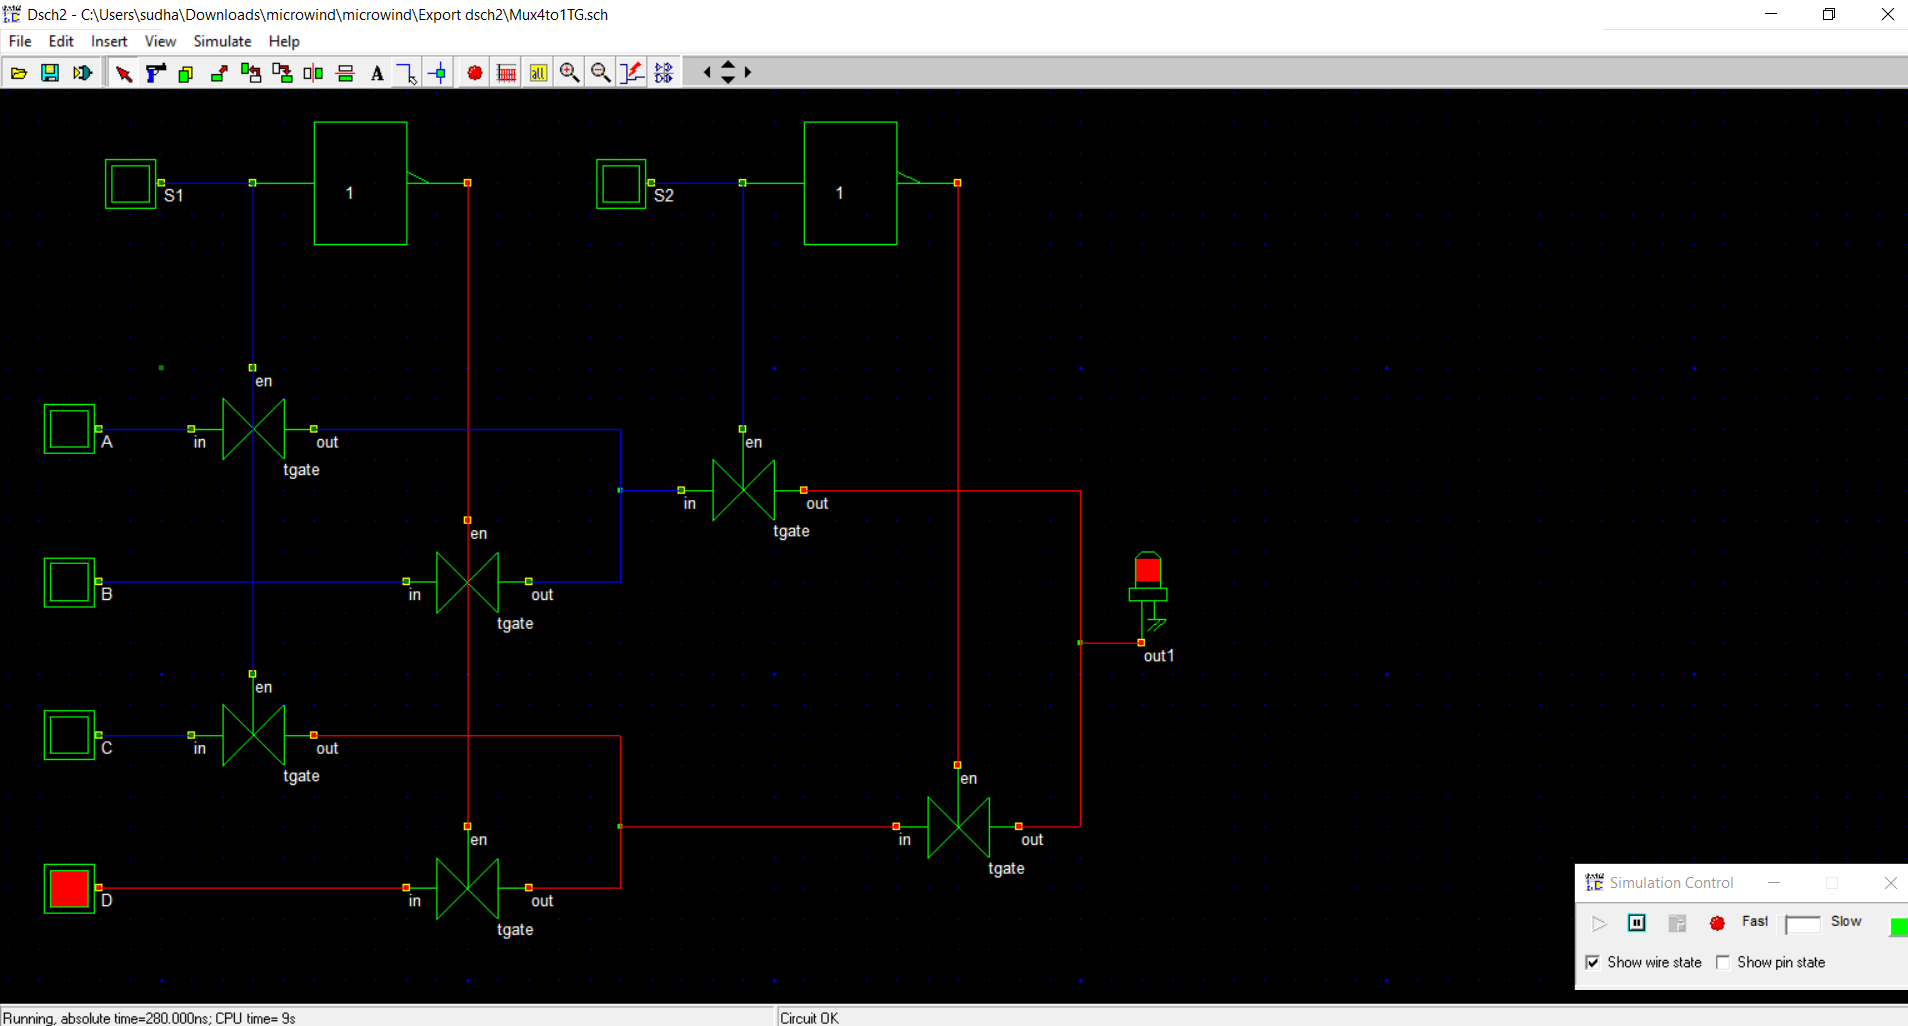 Dsch2 - C:\Users\sudha\Downloads\microwind\microwind\Export dsch2\Mux4to1TG.sch
File Edit Insert View Simulate Help
A all
1 1
S1 S2
en
A in out en
tgate in out
en tgate
B in out
tgate out1
en
C in out en
tgate in out
en tgate
D in out
tgate
Simulation Control
Fast Slow
Show wire state Show pin state
Running, absolute time=280.000ns; CPU time= 9s Circuit OK